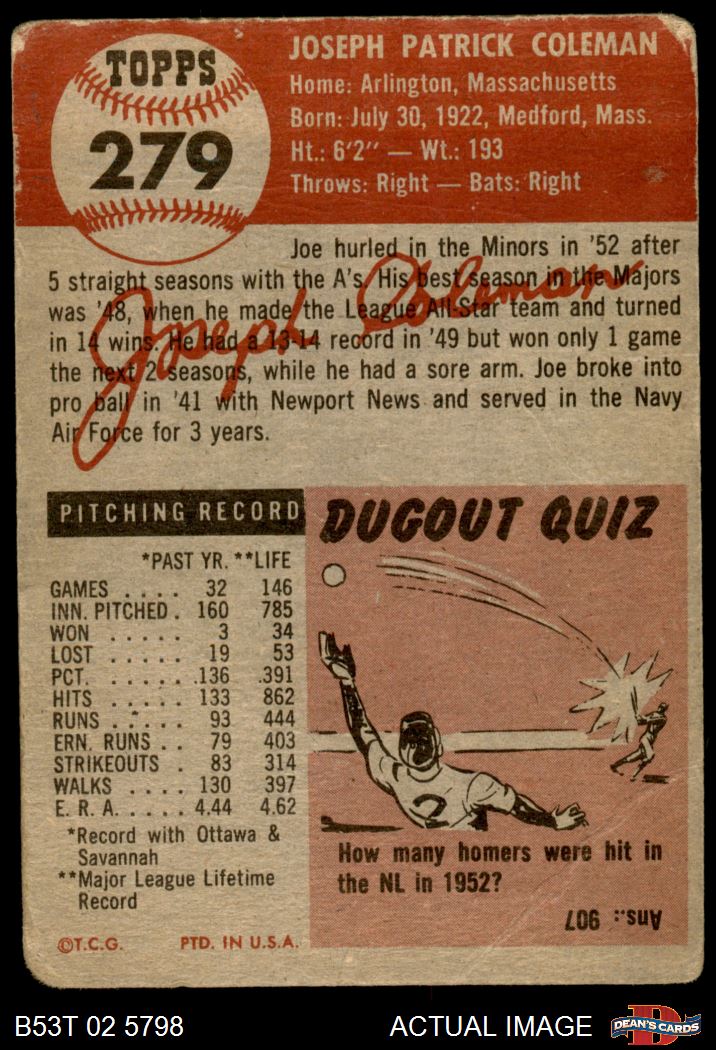 TOPPS
279
JOSEPH PATRICK COLEMAN
Home: Arlington, Massachusetts
Born: July 30, 1922, Medford, Mass.
Ht.: 6'2" — Wt.: 193
Throws: Right — Bats: Right
Joe hurled in the Minors in '52 after
5 straight seasons with the A's. His best season in the Majors
was '48, when he made the League All-Star team and turned
in 14 wins. He had a 13-14 record in '49 but won only 1 game
the next 2 seasons, while he had a sore arm. Joe broke into
pro ball in '41 with Newport News and served in the Navy
Air Force for 3 years.
Joseph Coleman
PITCHING RECORD
*PAST YR. **LIFE
GAMES .... 32 146
INN. PITCHED . 160 785
WON ..... 3 34
LOST ..... 19 53
PCT. ..... .136 .391
HITS ..... 133 862
RUNS ..... 93 444
ERN. RUNS .. 79 403
STRIKEOUTS . 83 314
WALKS .... 130 397
E. R. A. .... 4.44 4.62
*Record with Ottawa &
Savannah
**Major League Lifetime
Record
©T.C.G. PTD. IN U.S.A.
DUGOUT QUIZ
2
How many homers were hit in
the NL in 1952?
Ans.: 907
B53T 02 5798 ACTUAL IMAGE
D
DEAN'S CARDS